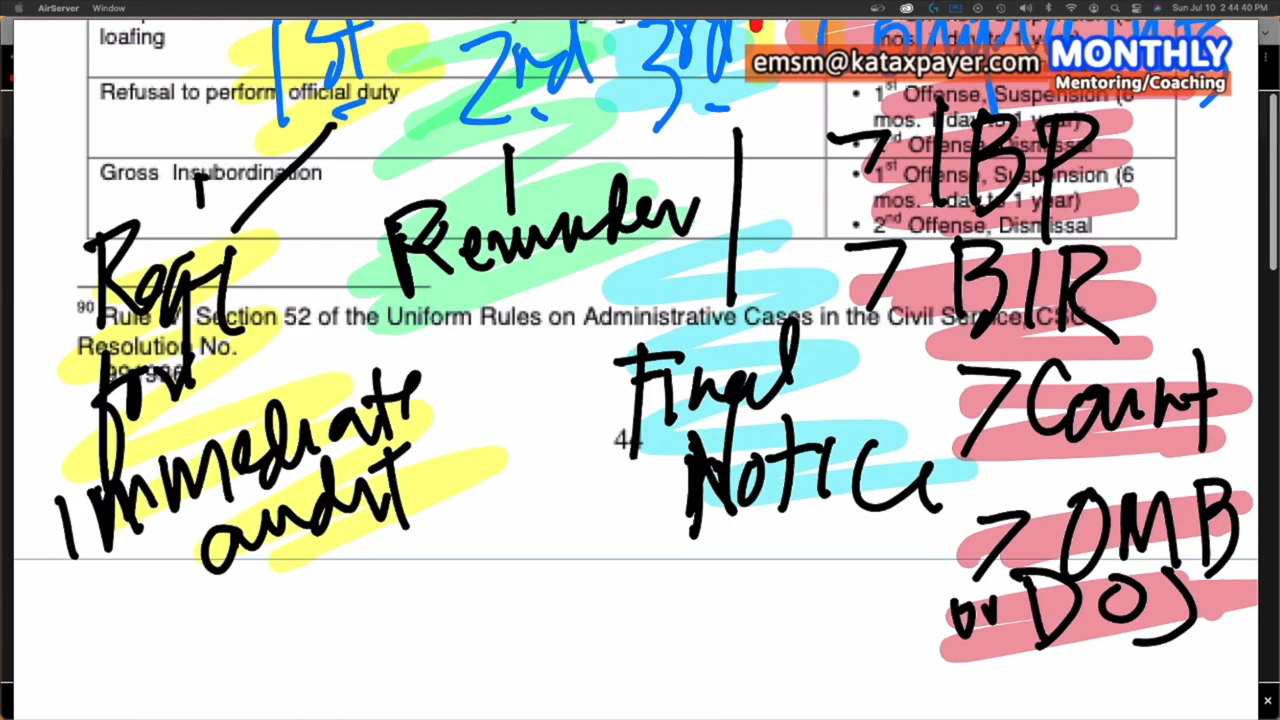 AirServer Window Sun Jul 10 2:44:40 PM
loafing
1st 2nd 3rd
emsm@kataxpayer.com
MONTHLY
Mentoring/Coaching
Refusal to perform official duty
• 1st Offense, Suspension (6
mos. 1 day to 1 year)
• 2nd Offense, Dismissal
Gross Insubordination
• 1st Offense, Suspension (6
mos. 1 day to 1 year)
• 2nd Offense, Dismissal
> IBP
Reqt
for
immediate
audit
Reminder
Final
Notice
> BIR
> Court
> OMB
or DOJ
90 Rule Section 52 of the Uniform Rules on Administrative Cases in the Civil Service, CSC
Resolution No.
44